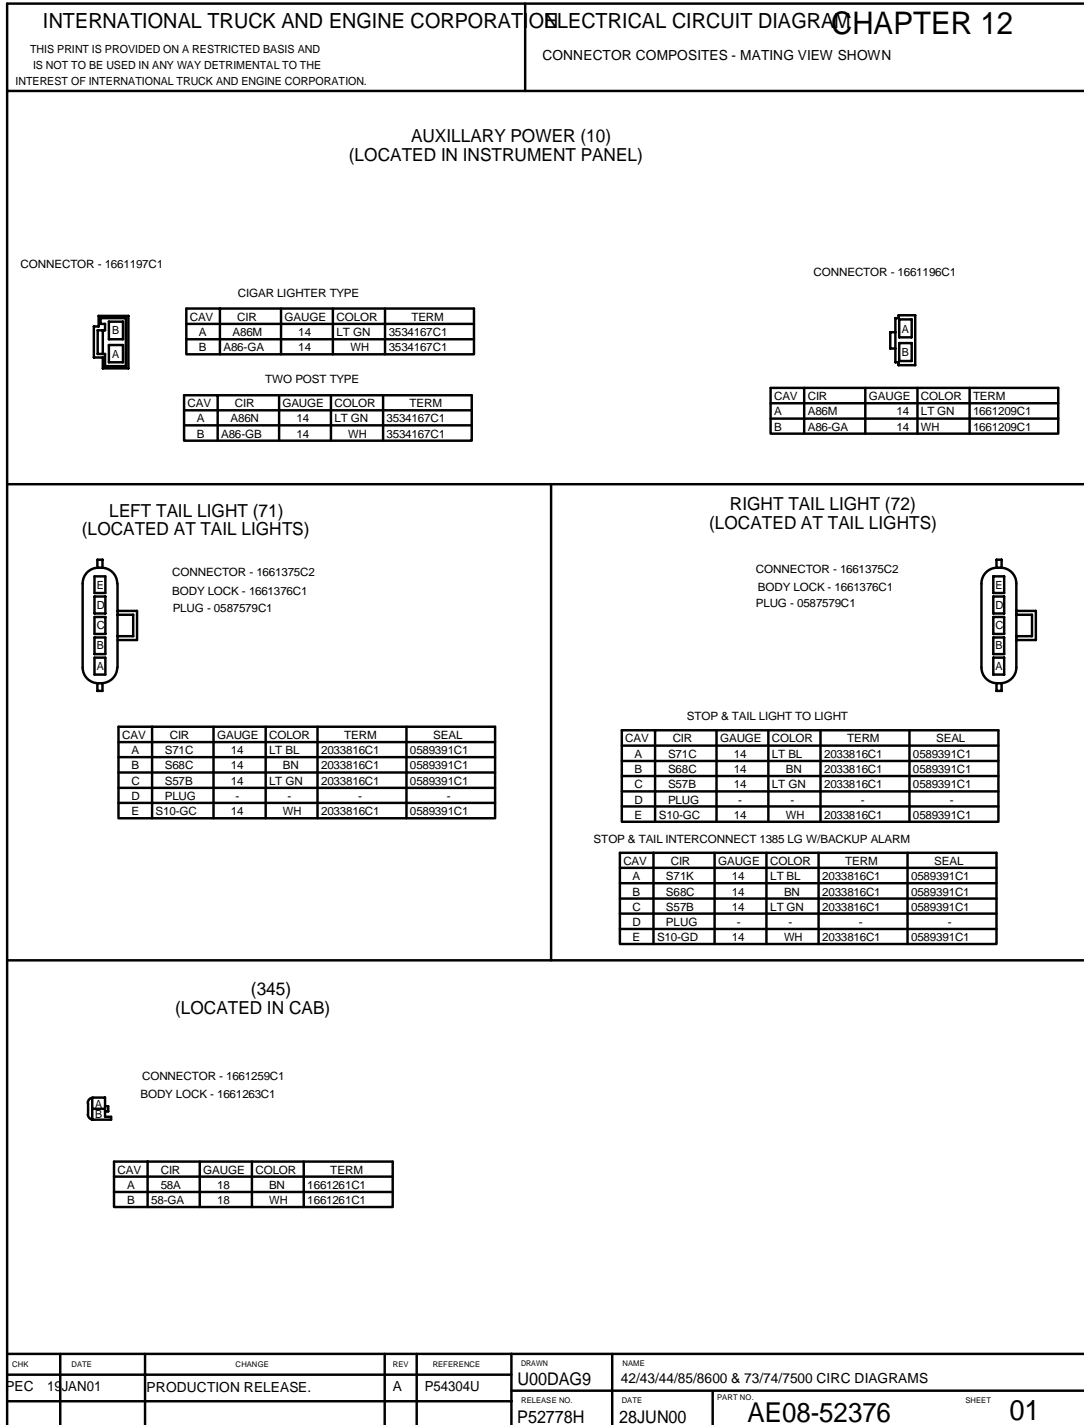 INTERNATIONAL TRUCK AND ENGINE CORPORATION
THIS PRINT IS PROVIDED ON A RESTRICTED BASIS AND
IS NOT TO BE USED IN ANY WAY DETRIMENTAL TO THE
INTEREST OF INTERNATIONAL TRUCK AND ENGINE CORPORATION.
ELECTRICAL CIRCUIT DIAGRAM
CHAPTER 12
CONNECTOR COMPOSITES - MATING VIEW SHOWN
AUXILLARY POWER (10)
(LOCATED IN INSTRUMENT PANEL)
CONNECTOR - 1661197C1
B
A
CIGAR LIGHTER TYPE
CAV CIR GAUGE COLOR TERM
A A86M 14 LT GN 3534167C1
B A86-GA 14 WH 3534167C1
TWO POST TYPE
CAV CIR GAUGE COLOR TERM
A A86N 14 LT GN 3534167C1
B A86-GB 14 WH 3534167C1
CONNECTOR - 1661196C1
A
B
CAV CIR GAUGE COLOR TERM
A A86M 14 LT GN 1661209C1
B A86-GA 14 WH 1661209C1
LEFT TAIL LIGHT (71)
(LOCATED AT TAIL LIGHTS)
CONNECTOR - 1661375C2
BODY LOCK - 1661376C1
PLUG - 0587579C1
E
D
C
B
A
CAV CIR GAUGE COLOR TERM SEAL
A S71C 14 LT BL 2033816C1 0589391C1
B S68C 14 BN 2033816C1 0589391C1
C S57B 14 LT GN 2033816C1 0589391C1
D PLUG - - - -
E S10-GC 14 WH 2033816C1 0589391C1
RIGHT TAIL LIGHT (72)
(LOCATED AT TAIL LIGHTS)
CONNECTOR - 1661375C2
BODY LOCK - 1661376C1
PLUG - 0587579C1
E
D
C
B
A
STOP & TAIL LIGHT TO LIGHT
CAV CIR GAUGE COLOR TERM SEAL
A S71C 14 LT BL 2033816C1 0589391C1
B S68C 14 BN 2033816C1 0589391C1
C S57B 14 LT GN 2033816C1 0589391C1
D PLUG - - - -
E S10-GC 14 WH 2033816C1 0589391C1
STOP & TAIL INTERCONNECT 1385 LG W/BACKUP ALARM
CAV CIR GAUGE COLOR TERM SEAL
A S71K 14 LT BL 2033816C1 0589391C1
B S68C 14 BN 2033816C1 0589391C1
C S57B 14 LT GN 2033816C1 0589391C1
D PLUG - - - -
E S10-GD 14 WH 2033816C1 0589391C1
(345)
(LOCATED IN CAB)
CONNECTOR - 1661259C1
BODY LOCK - 1661263C1
A
B
CAV CIR GAUGE COLOR TERM
A 58A 18 BN 1661261C1
B 58-GA 18 WH 1661261C1
CHK DATE CHANGE REV REFERENCE
PEC 19JAN01 PRODUCTION RELEASE. A P54304U
DRAWN
U00DAG9
NAME
42/43/44/85/8600 & 73/74/7500 CIRC DIAGRAMS
RELEASE NO.
P52778H
DATE
28JUN00
PART NO.
AE08-52376
SHEET 01